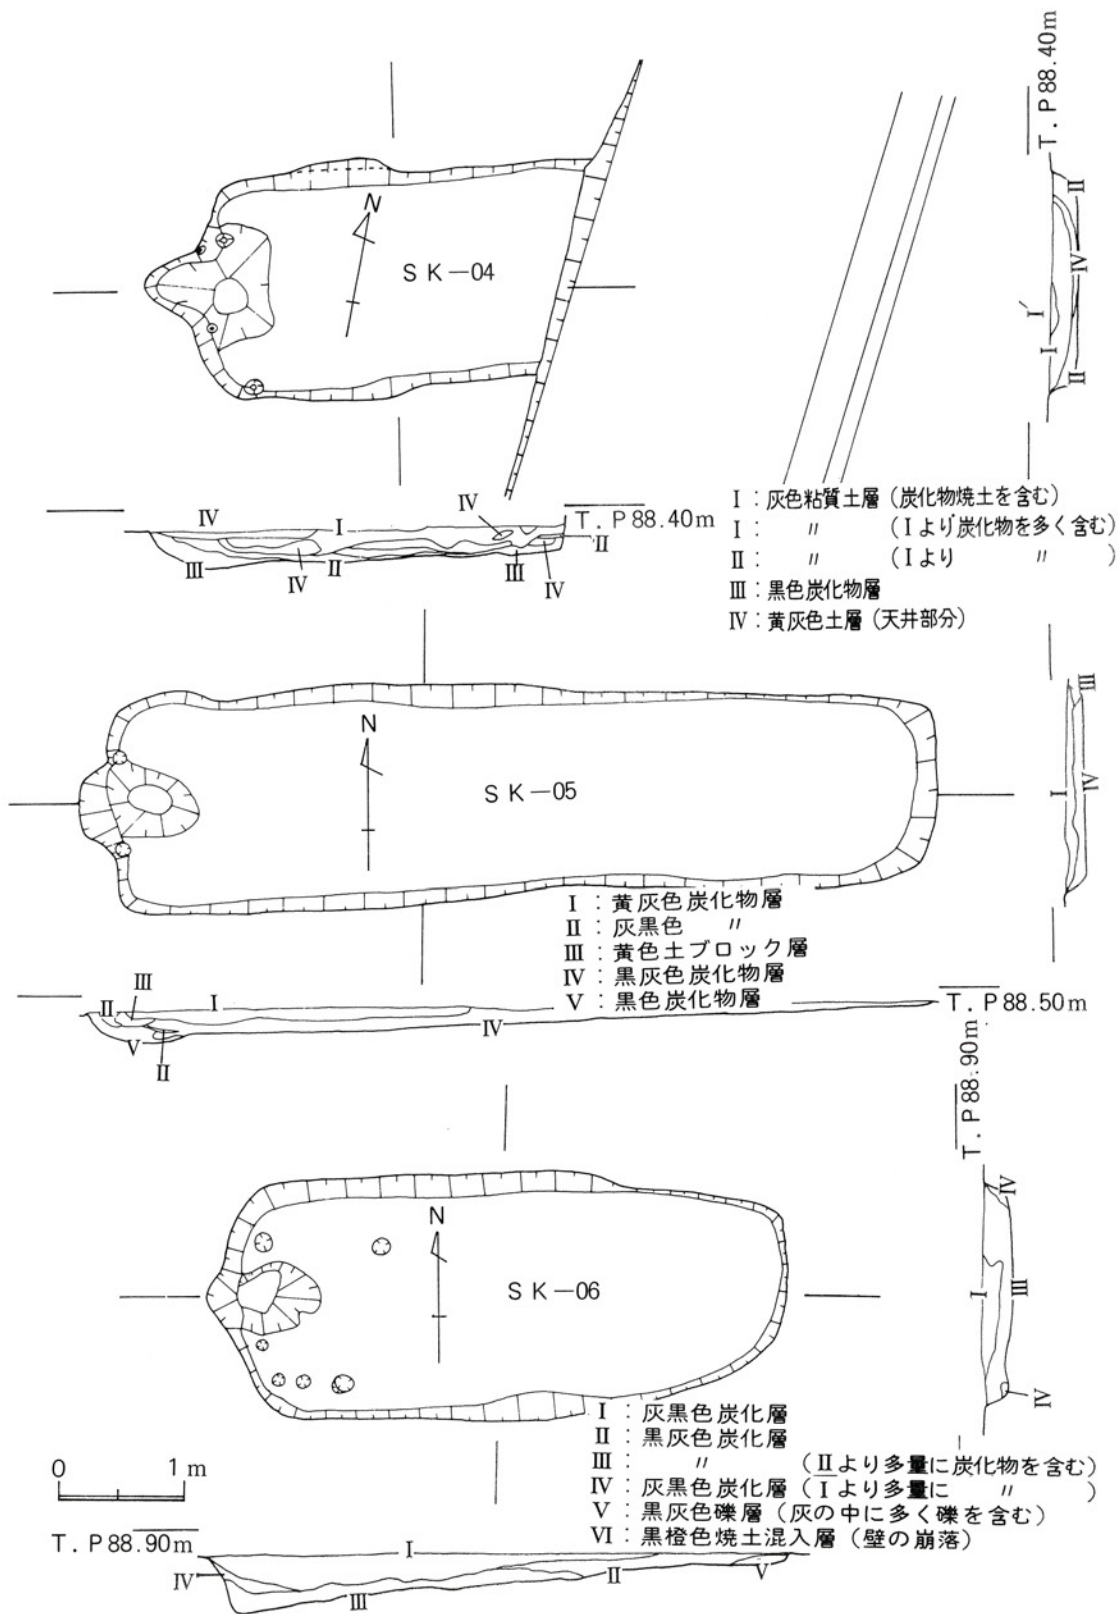 T.P 88.40m
II
IV
I′
I
II
N
SK-04
IV
I
IV
T.P 88.40m
II
III
IV
II
III
IV
I：灰色粘質土層（炭化物焼土を含む）
I：〃（Iより炭化物を多く含む）
II：〃（Iより〃）
III：黒色炭化物層
IV：黄灰色土層（天井部分）
III
I
IV
N
SK-05
I：黄灰色炭化物層
II：灰黒色〃
III：黄色土ブロック層
IV：黒灰色炭化物層
V：黒色炭化物層
III
II
I
IV
V
II
T.P 88.50m
T.P 88.90m
IV
I
III
IV
N
SK-06
I：灰黒色炭化層
II：黒灰色炭化層
III：〃（IIより多量に炭化物を含む）
IV：灰黒色炭化層（Iより多量に〃）
V：黒灰色礫層（灰の中に多く礫を含む）
VI：黒橙色焼土混入層（壁の崩落）
0 1m
T.P 88.90m
I
IV
III
II
V